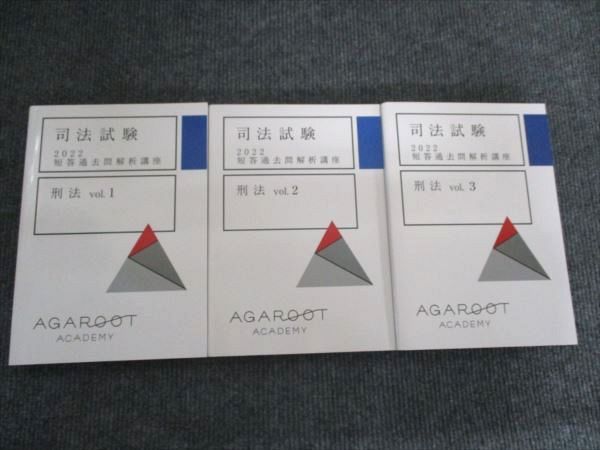 司法試験
2022
短答過去問解析講座
刑法 vol. 1
AGAROOT
ACADEMY
司法試験
2022
短答過去問解析講座
刑法 vol. 2
AGAROOT
ACADEMY
司法試験
2022
短答過去問解析講座
刑法 vol. 3
AGAROOT
ACADEMY